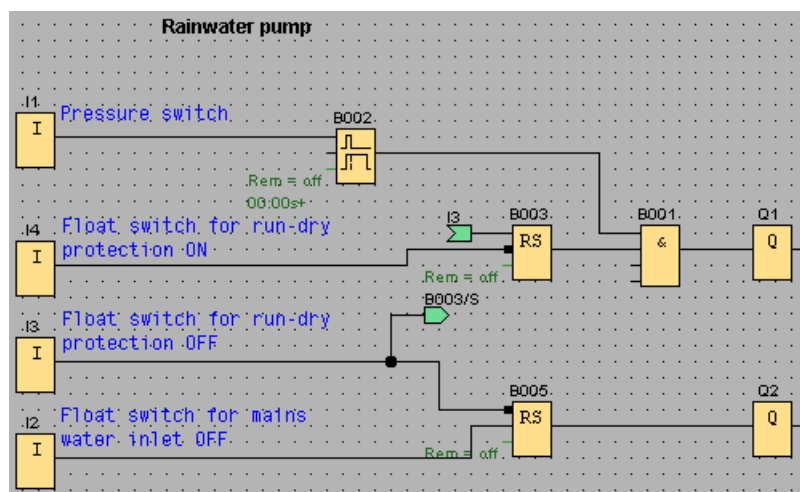 Rainwater pump
I1
Pressure switch
I
B002
Rem = off
00:00s+
I4
Float switch for run-dry
protection ON
I
I3
B003
RS
Rem = off
B001
&
Q1
Q
B003/S
I3
Float switch for run-dry
protection OFF
I
I2
Float switch for mains
water inlet OFF
I
B005
RS
Rem = off
Q2
Q